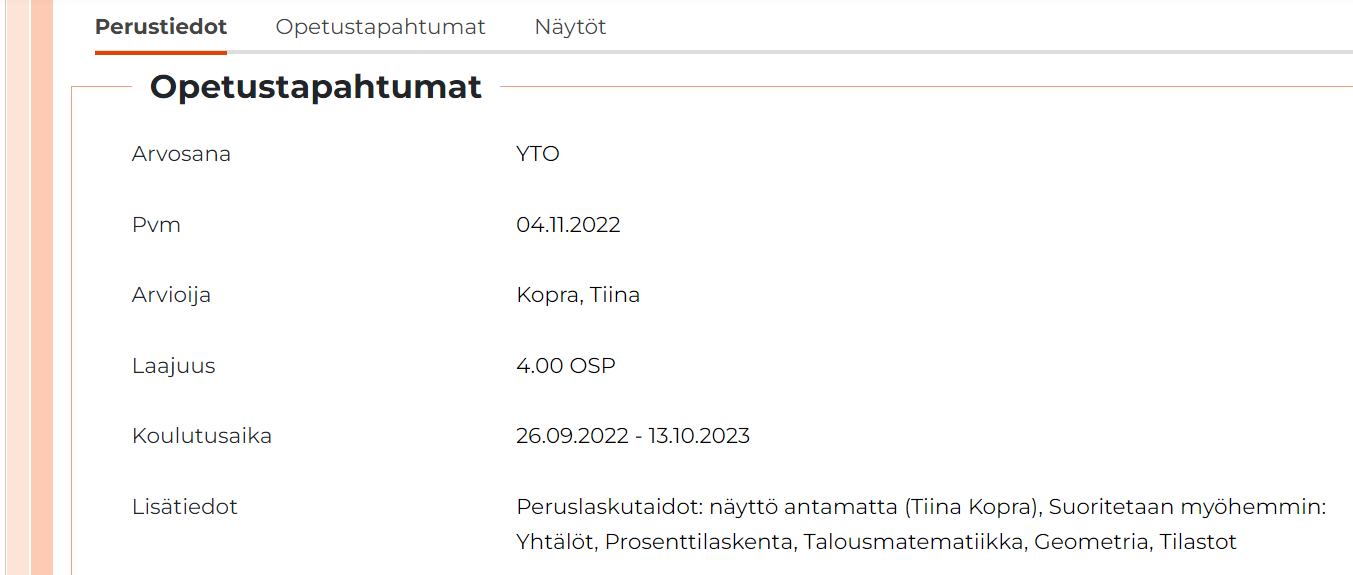 Perustiedot Opetustapahtumat Näytöt
Opetustapahtumat
Arvosana YTO
Pvm 04.11.2022
Arvioija Kopra, Tiina
Laajuus 4.00 OSP
Koulutusaika 26.09.2022 - 13.10.2023
Lisätiedot Peruslaskutaidot: näyttö antamatta (Tiina Kopra), Suoritetaan myöhemmin:
Yhtälöt, Prosenttilaskenta, Talousmatematiikka, Geometria, Tilastot